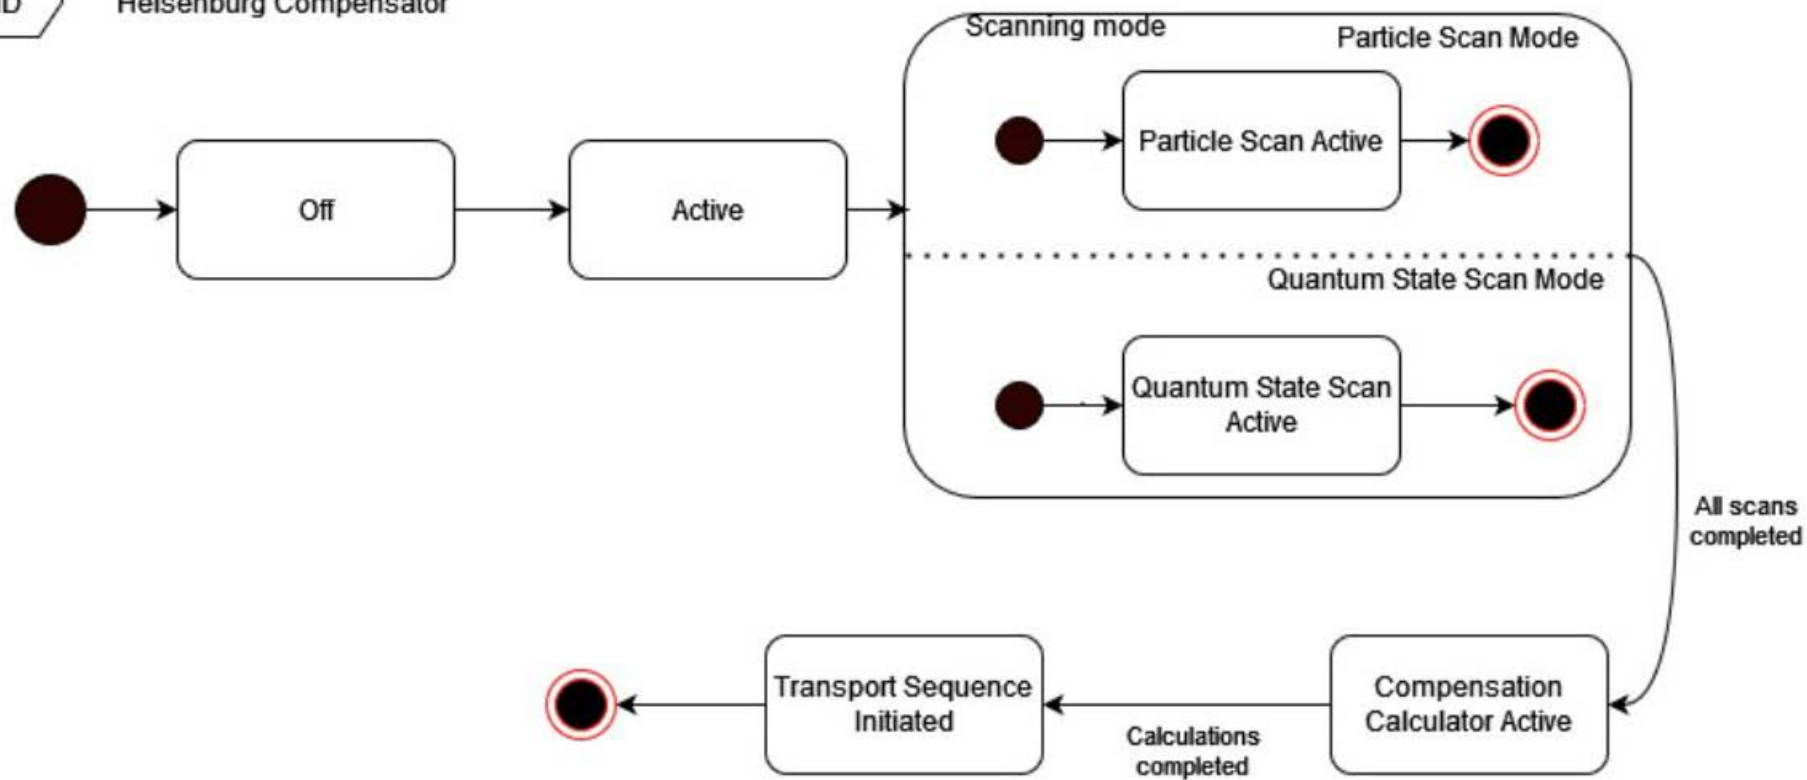 Heisenburg Compensator
Scanning mode
Particle Scan Mode
Off
Active
Particle Scan Active
Quantum State Scan Mode
Quantum State Scan
Active
All scans
completed
Compensation
Calculator Active
Calculations
completed
Transport Sequence
Initiated